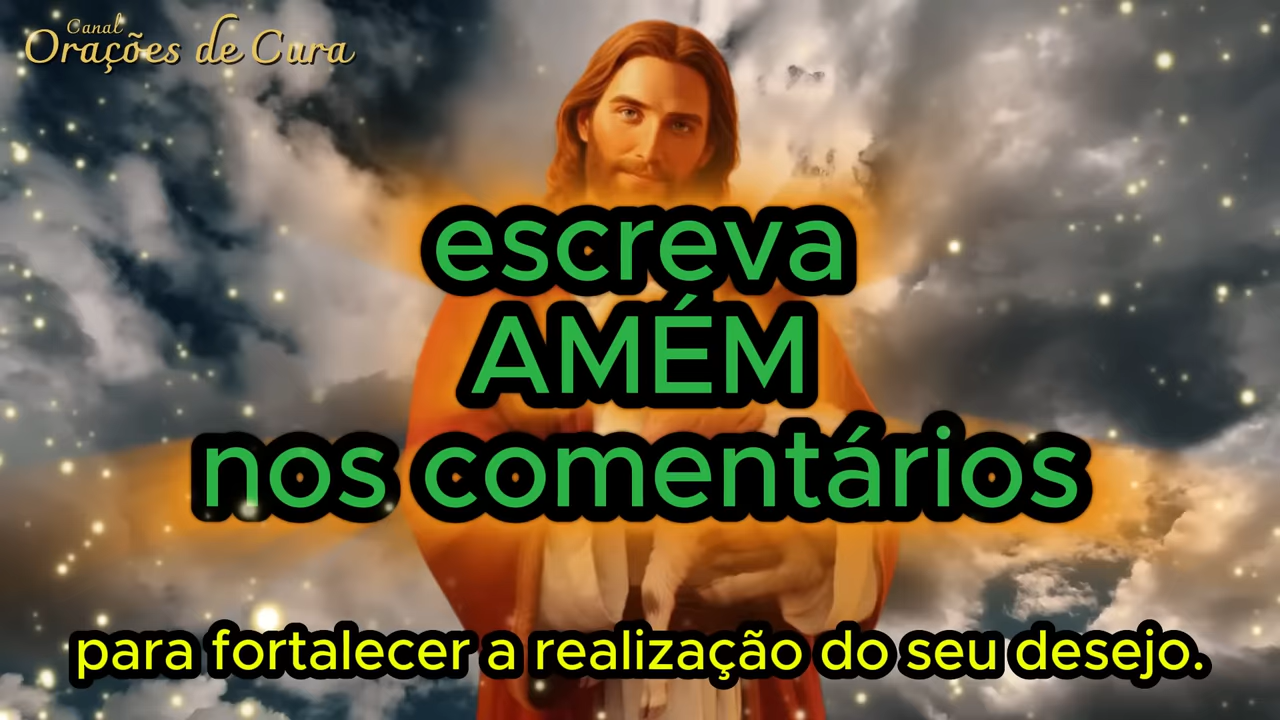 Canal
Orações de Cura
escreva
AMÉM
nos comentários
para fortalecer a realização do seu desejo.